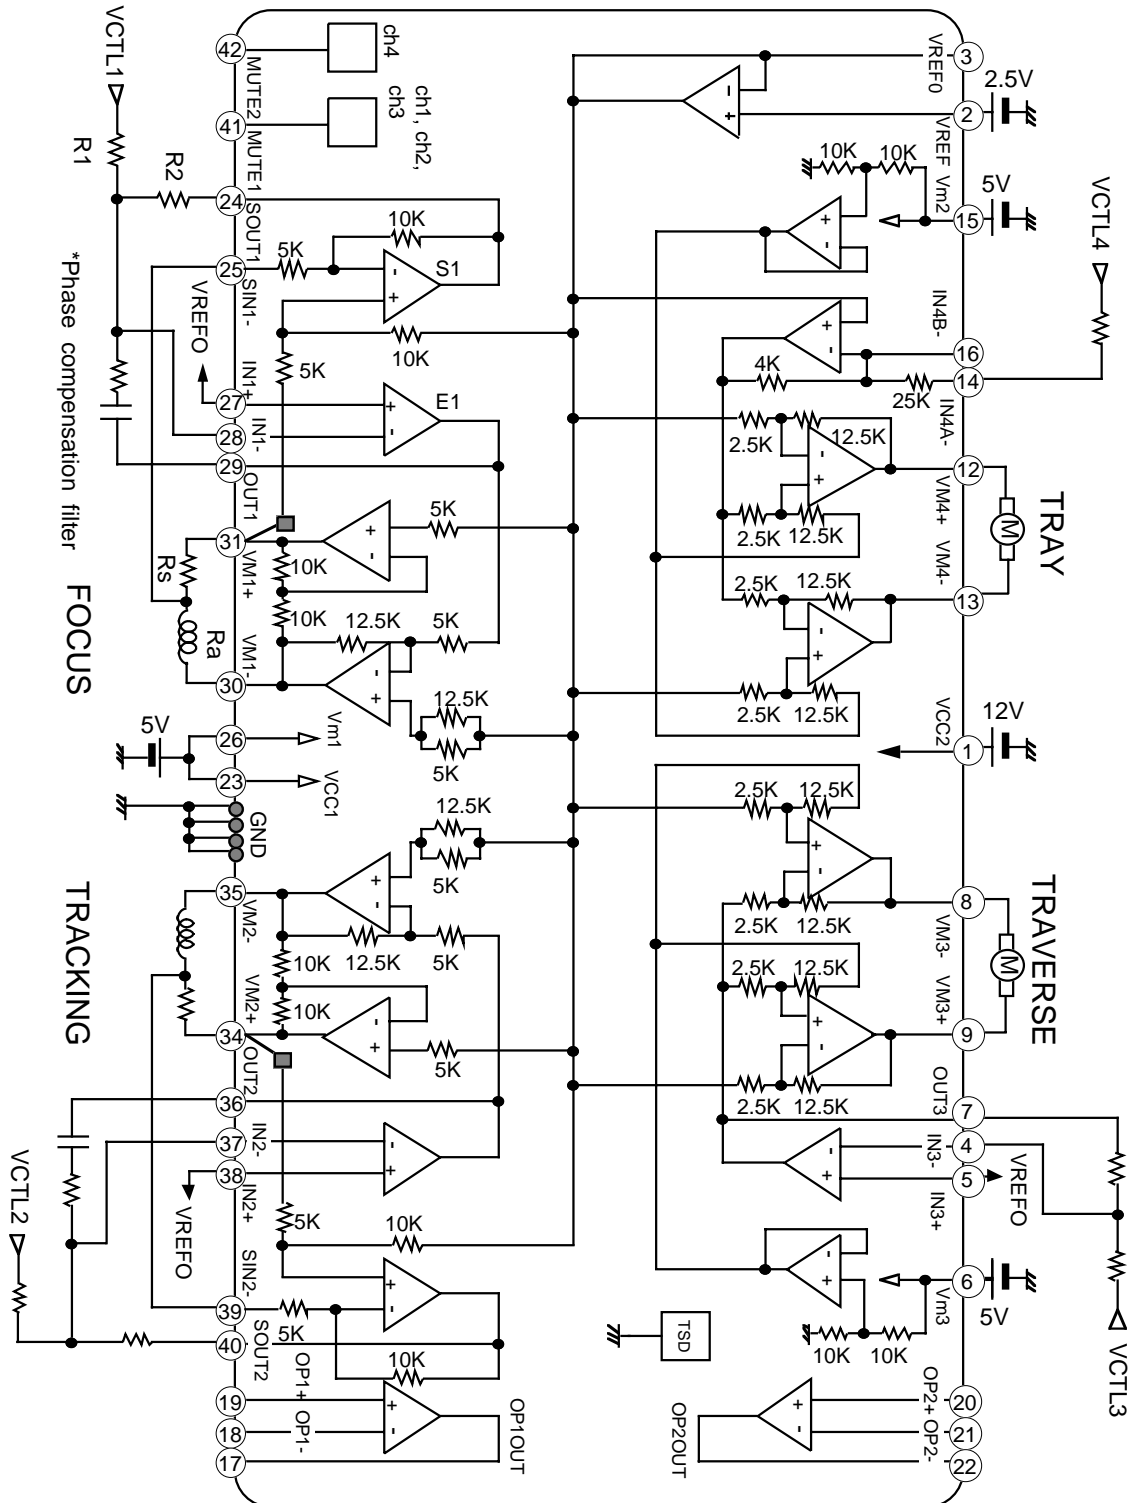 VCTL1
R1
R2
*Phase compensation filter
42
MUTE2
41
MUTE1
24
SOUT1
25
SIN1-
VREFO
27
IN1+
28
IN1-
29
OUT1
31
VM1+
Rs
Ra
30
VM1-
FOCUS
5V
26
Vm1
23
VCC1
GND
35
VM2-
34
VM2+
TRACKING
OUT2
36
37
IN2-
38
IN2+
VREFO
VCTL2
39
SIN2-
40
SOUT2
19
OP1+
18
OP1-
17
OP1OUT
ch4
ch1, ch2,
ch3
10K
5K
-
+
S1
10K
5K
+
-
E1
5K
+
-
10K
10K
12.5K
5K
-
+
12.5K
5K
12.5K
5K
+
-
12.5K
5K
10K
10K
-
+
5K
-
+
5K
10K
+
-
5K
10K
+
-
3
VREF0
2.5V
2
VREF
-
+
10K
10K
5V
15
Vm2
+
-
VCTL4
IN4B-
16
14
IN4A-
+
-
4K
25K
2.5K
12.5K
-
+
2.5K
12.5K
12
VM4+
TRAY
M
VM4-
13
2.5K
12.5K
-
+
2.5K
12.5K
12V
VCC2
1
2.5K
12.5K
+
-
2.5K
12.5K
8
VM3-
TRAVERSE
M
VM3+
9
2.5K
12.5K
+
-
2.5K
12.5K
OUT3
7
4
IN3-
5
IN3+
VREFO
-
+
-
+
6
Vm3
5V
10K
10K
VCTL3
TSD
20
OP2+
21
OP2-
22
OP2OUT
+
-